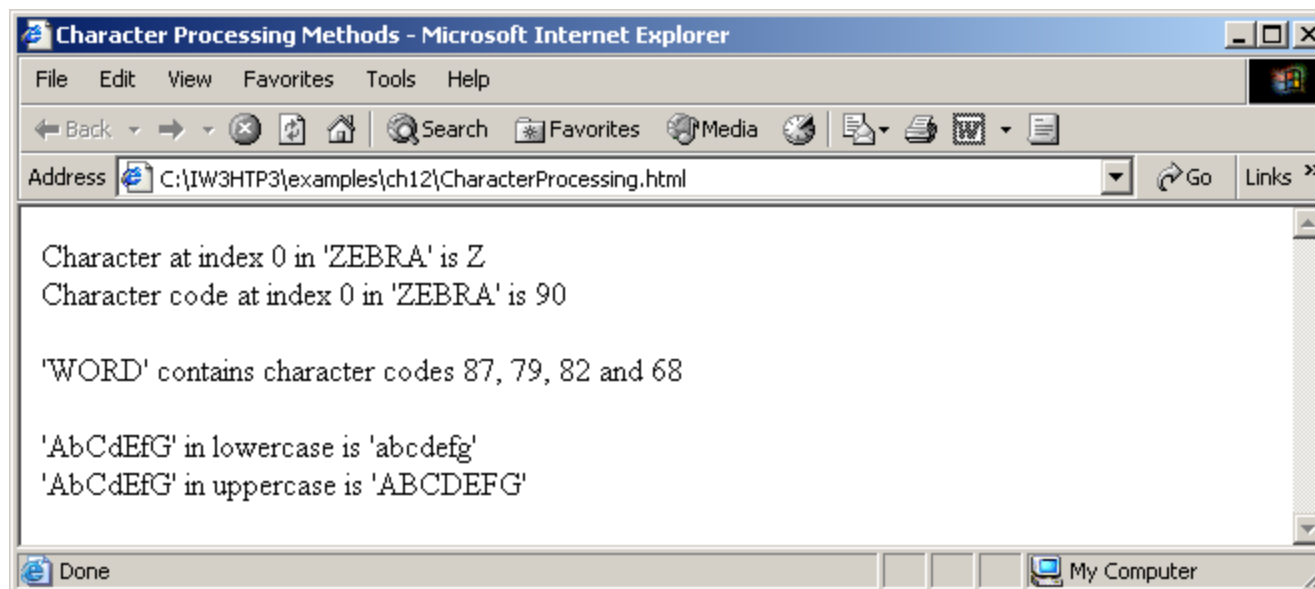 Character Processing Methods - Microsoft Internet Explorer
File Edit View Favorites Tools Help
Back Search Favorites Media W
Address C:\IW3HTP3\examples\ch12\CharacterProcessing.html Go Links »
Character at index 0 in 'ZEBRA' is Z
Character code at index 0 in 'ZEBRA' is 90
'WORD' contains character codes 87, 79, 82 and 68
'AbCdEfG' in lowercase is 'abcdefg'
'AbCdEfG' in uppercase is 'ABCDEFG'
Done My Computer